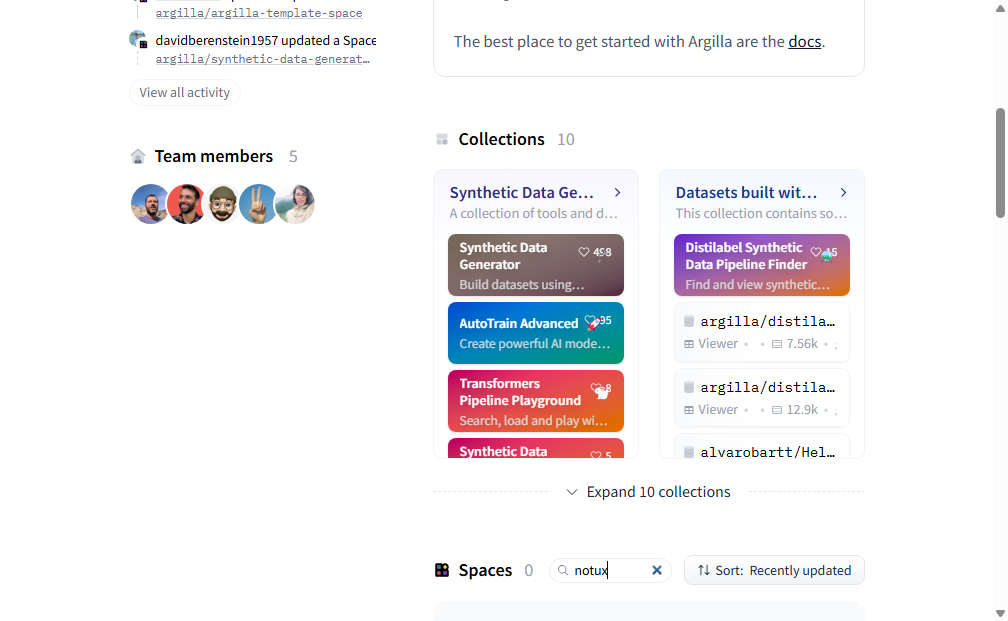 argilla/argilla-template-space
davidberenstein1957 updated a Space
argilla/synthetic-data-generat…
View all activity
Team members 5
The best place to get started with Argilla are the docs.
Collections 10
Synthetic Data Ge…
A collection of tools and d…
Synthetic Data
Generator
498
Build datasets using…
AutoTrain Advanced
95
Create powerful AI mode…
Transformers
Pipeline Playground
8
Search, load and play wi…
Synthetic Data
5
Datasets built wit…
This collection contains so…
Distilabel Synthetic
Data Pipeline Finder
Find and view synthetic…
argilla/distila…
Viewer • • 7.56k •
argilla/distila…
Viewer • • 12.9k •
alvarobartt/Hel…
Expand 10 collections
Spaces 0
notux
Sort: Recently updated